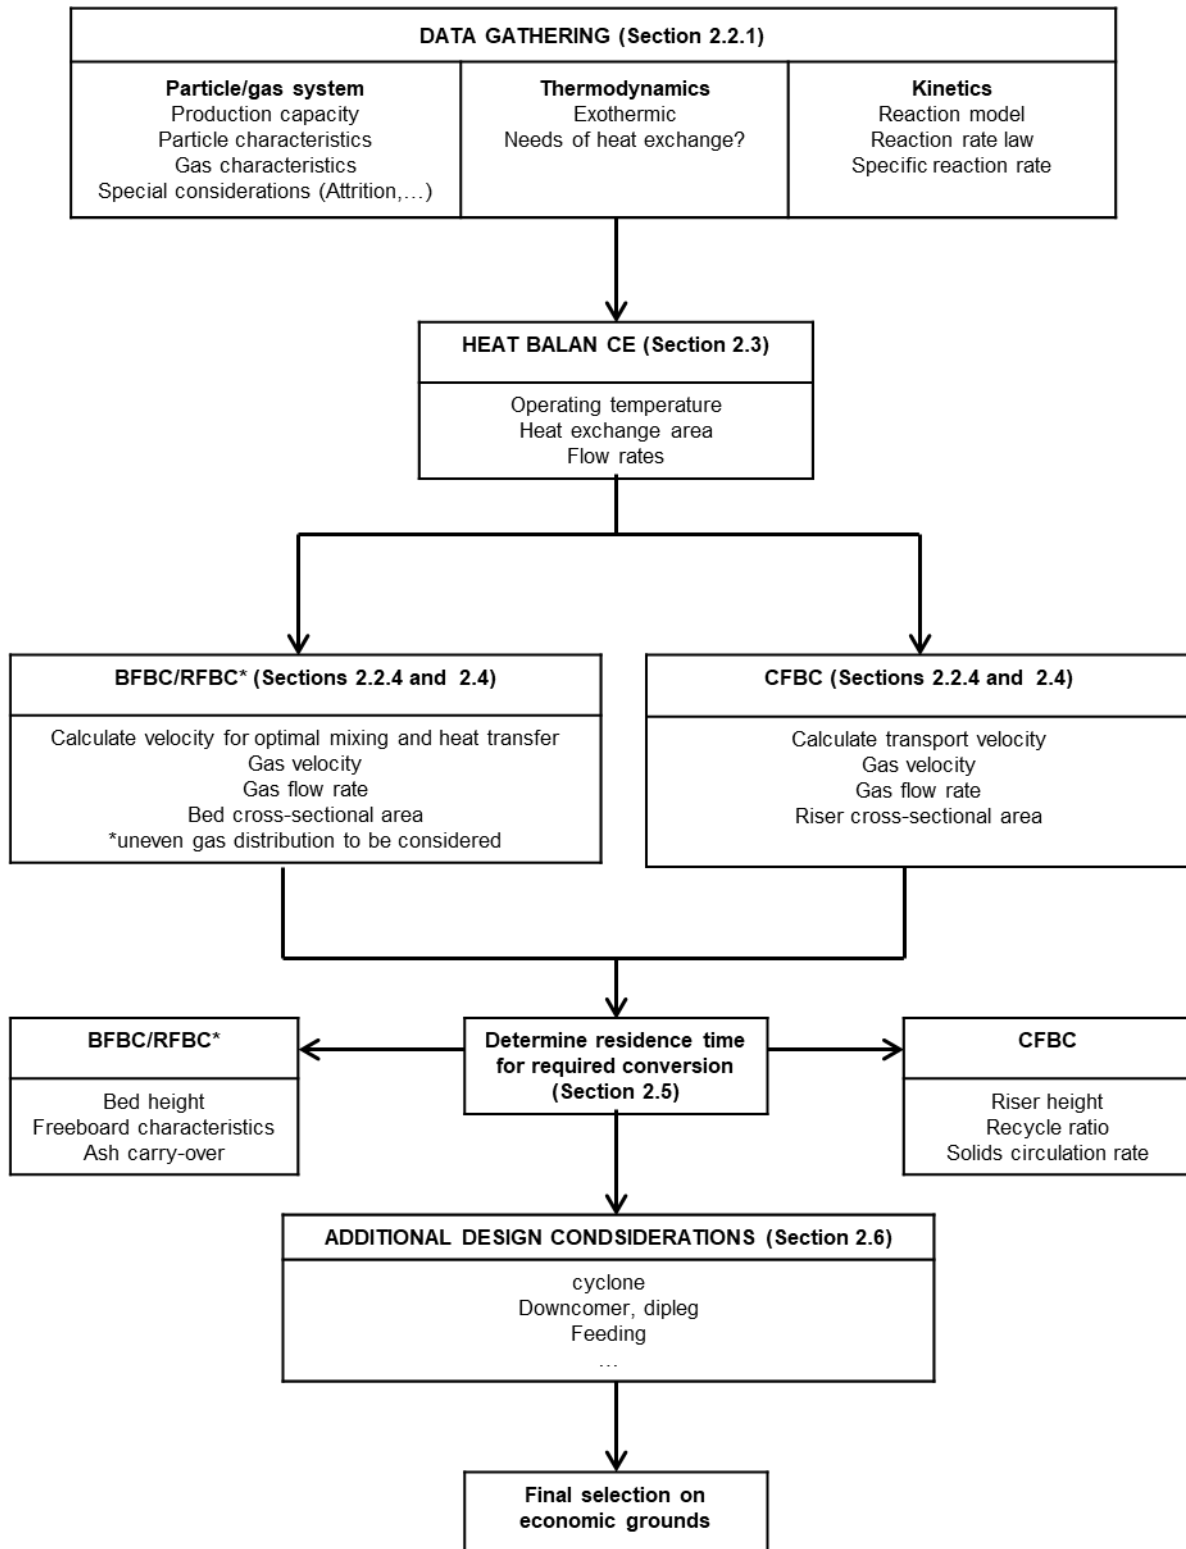 DATA GATHERING (Section 2.2.1)
Particle/gas system
Production capacity
Particle characteristics
Gas characteristics
Special considerations (Attrition,...)
Thermodynamics
Exothermic
Needs of heat exchange?
Kinetics
Reaction model
Reaction rate law
Specific reaction rate
HEAT BALAN CE (Section 2.3)
Operating temperature
Heat exchange area
Flow rates
BFBC/RFBC* (Sections 2.2.4 and 2.4)
Calculate velocity for optimal mixing and heat transfer
Gas velocity
Gas flow rate
Bed cross-sectional area
*uneven gas distribution to be considered
CFBC (Sections 2.2.4 and 2.4)
Calculate transport velocity
Gas velocity
Gas flow rate
Riser cross-sectional area
BFBC/RFBC*
Bed height
Freeboard characteristics
Ash carry-over
Determine residence time
for required conversion
(Section 2.5)
CFBC
Riser height
Recycle ratio
Solids circulation rate
ADDITIONAL DESIGN CONDSIDERATIONS (Section 2.6)
cyclone
Downcomer, dipleg
Feeding
...
Final selection on
economic grounds